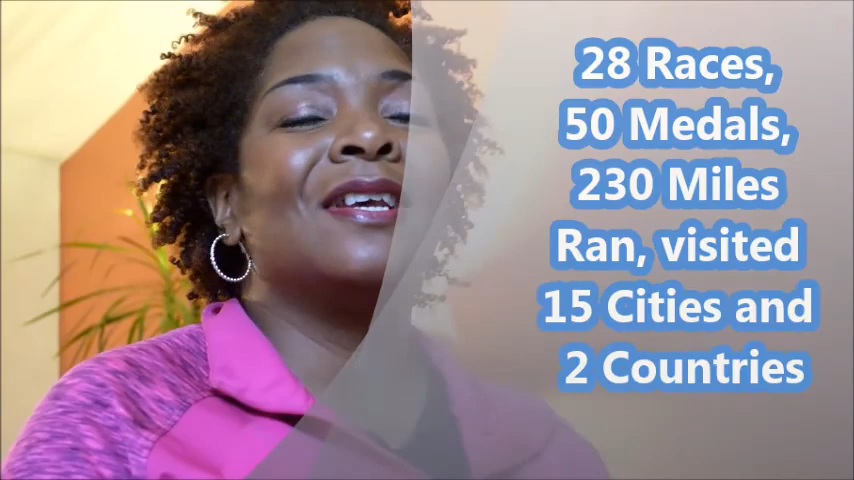 28 Races,
50 Medals,
230 Miles
Ran, visited
15 Cities and
2 Countries